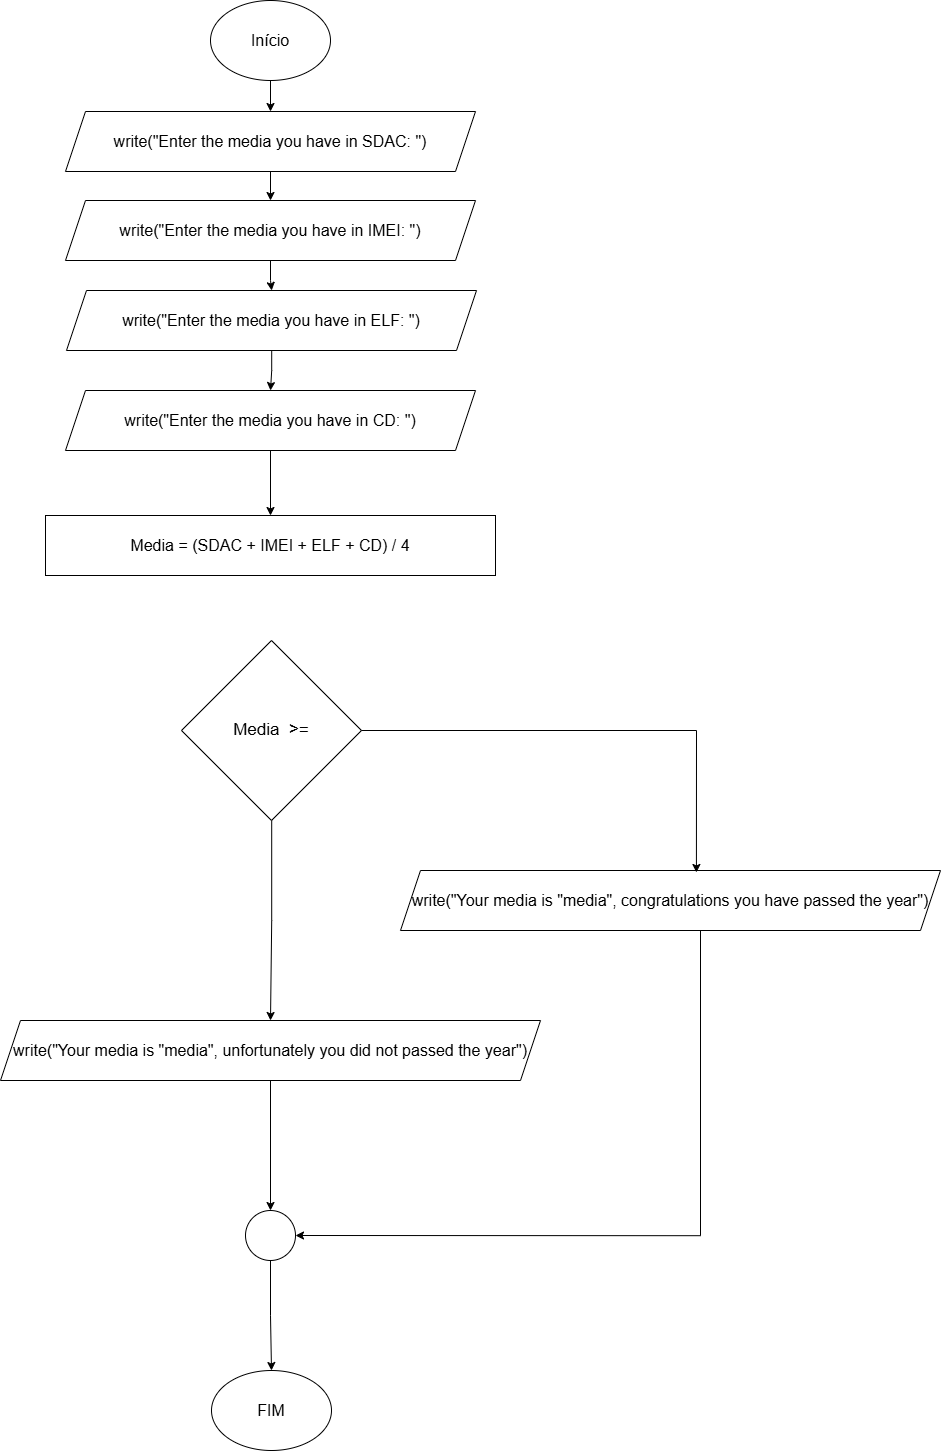 Início
write("Enter the media you have in SDAC: ")
write("Enter the media you have in IMEI: ")
write("Enter the media you have in ELF: ")
write("Enter the media you have in CD: ")
Media = (SDAC + IMEI + ELF + CD) / 4
Media  >=
write("Your media is "media", congratulations you have passed the year")
write("Your media is "media", unfortunately you did not passed the year")
FIM